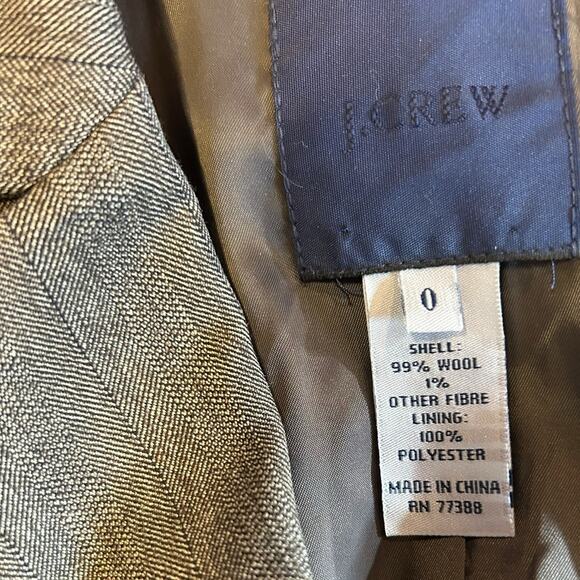 J.CREW
0
SHELL:
99% WOOL
1%
OTHER FIBRE
LINING:
100%
POLYESTER
MADE IN CHINA
RN 77388